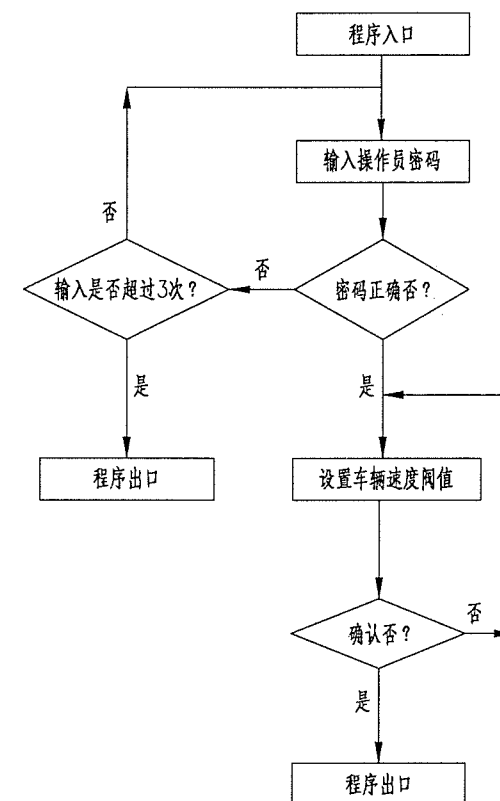 程序入口
输入操作员密码
否
否
输入是否超过3次？
密码正确否？
是
是
程序出口
设置车辆速度阀值
否
确认否？
是
程序出口